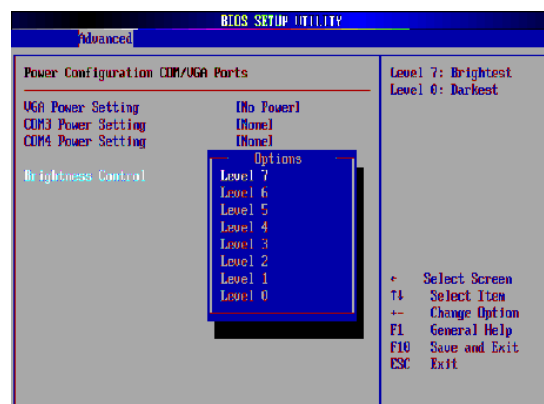 BIOS SETUP UTILITY
Advanced
Power Configuration COM/VGA Ports
VGA Power Setting [No Power]
COM3 Power Setting [None]
COM4 Power Setting [None]
Brightness Control
Options
Level 7
Level 6
Level 5
Level 4
Level 3
Level 2
Level 1
Level 0
Level 7: Brightest
Level 0: Darkest
← Select Screen
↑↓ Select Item
+- Change Option
F1 General Help
F10 Save and Exit
ESC Exit